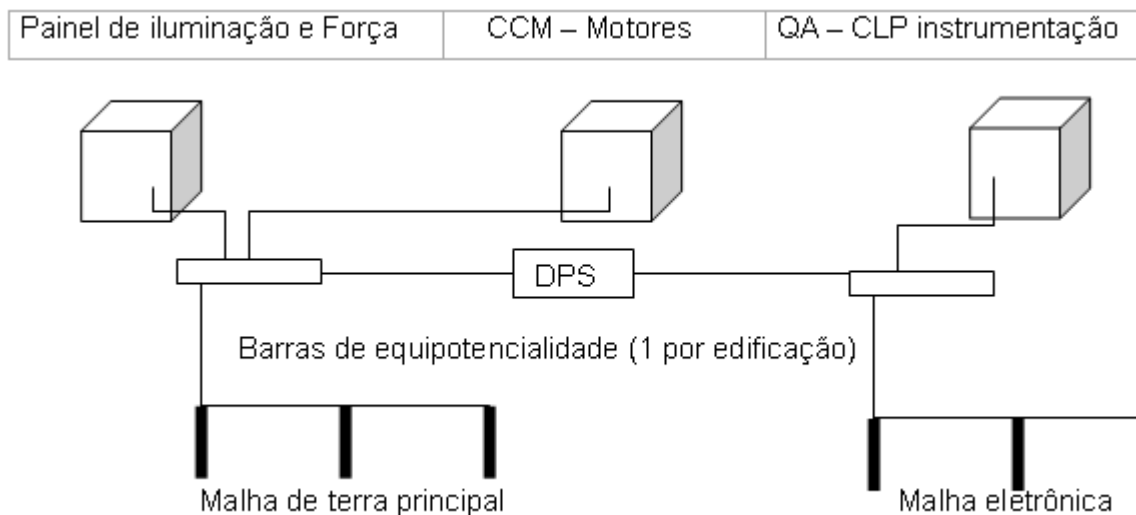 Painel de iluminação e Força
CCM – Motores
QA – CLP instrumentação
DPS
Barras de equipotencialidade (1 por edificação)
Malha de terra principal
Malha eletrônica